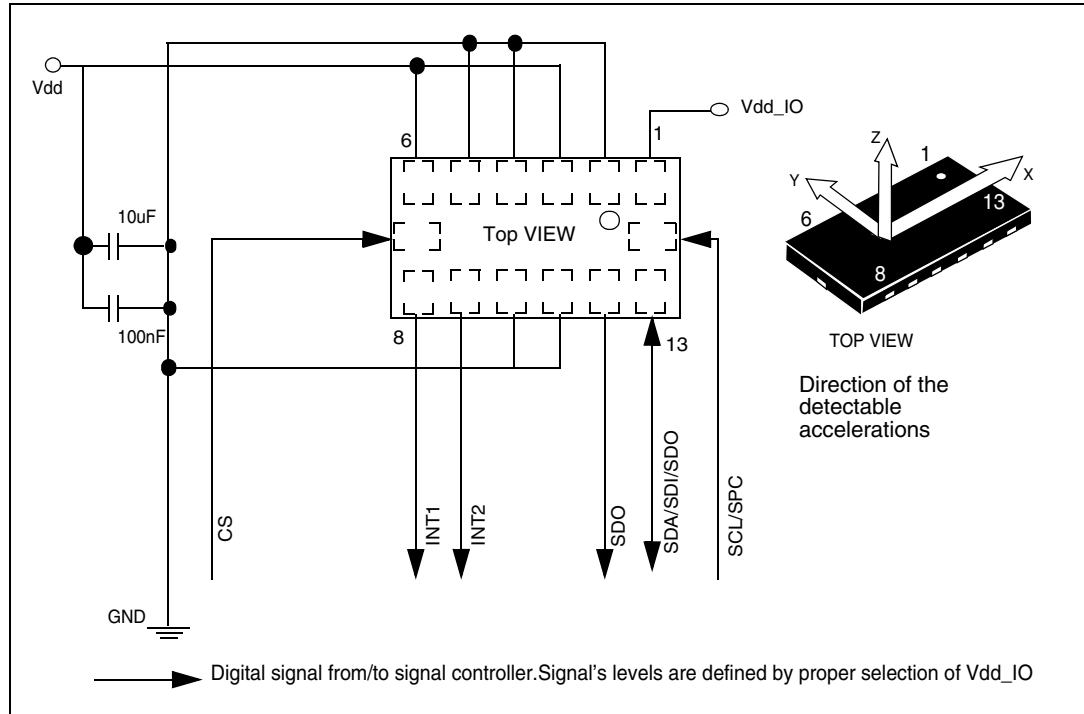 Vdd
Vdd_IO
6
1
10uF
Top VIEW
100nF
8
13
CS
INT1
INT2
SDO
SDA/SDI/SDO
SCL/SPC
GND
Z
1
Y
X
6
13
8
TOP VIEW
Direction of the
detectable
accelerations
Digital signal from/to signal controller.Signal's levels are defined by proper selection of Vdd_IO